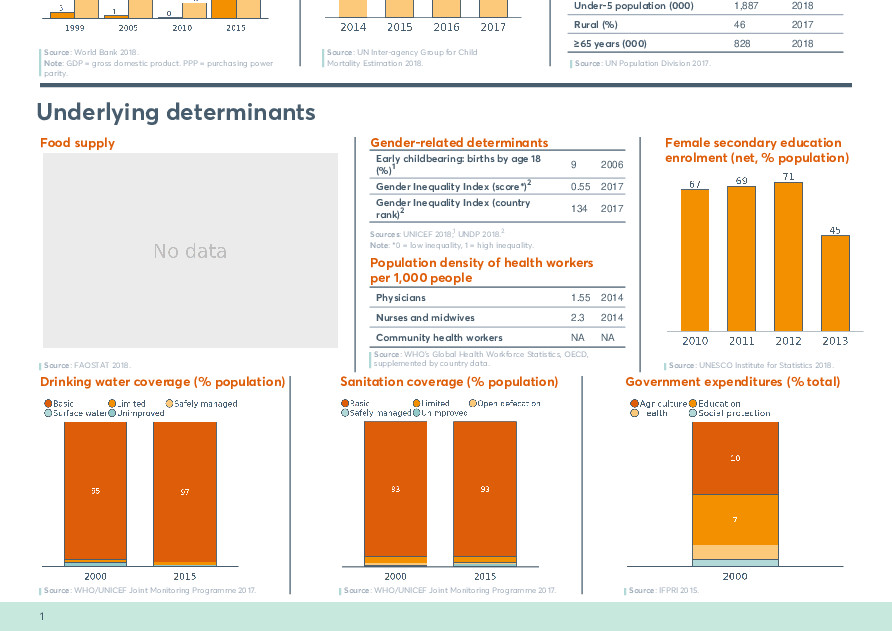 3
1
0
1999
2005
2010
2015
Source: World Bank 2018.
Note: GDP = gross domestic product. PPP = purchasing power
parity.
2014
2015
2016
2017
Source: UN Inter-agency Group for Child
Mortality Estimation 2018.
Under-5 population (000) 1,887 2018
Rural (%) 46 2017
≥65 years (000) 828 2018
Source: UN Population Division 2017.
Underlying determinants
Food supply
No data
Source: FAOSTAT 2018.
Gender-related determinants
Early childbearing: births by age 18
(%)¹ 9 2006
Gender Inequality Index (score*)² 0.55 2017
Gender Inequality Index (country
rank)² 134 2017
Sources: UNICEF 2018,¹ UNDP 2018.²
Note: *0 = low inequality, 1 = high inequality.
Population density of health workers
per 1,000 people
Physicians 1.55 2014
Nurses and midwives 2.3 2014
Community health workers NA NA
Source: WHO's Global Health Workforce Statistics, OECD,
supplemented by country data.
Female secondary education
enrolment (net, % population)
67
69
71
45
2010
2011
2012
2013
Source: UNESCO Institute for Statistics 2018.
Drinking water coverage (% population)
Basic Limited Safely managed
Surface water Unimproved
95
97
2000
2015
Source: WHO/UNICEF Joint Monitoring Programme 2017.
Sanitation coverage (% population)
Basic Limited Open defecation
Safely managed Unimproved
93
2000
2015
Source: WHO/UNICEF Joint Monitoring Programme 2017.
Government expenditures (% total)
Agriculture Education
Health Social protection
10
7
2000
Source: IFPRI 2015.
1